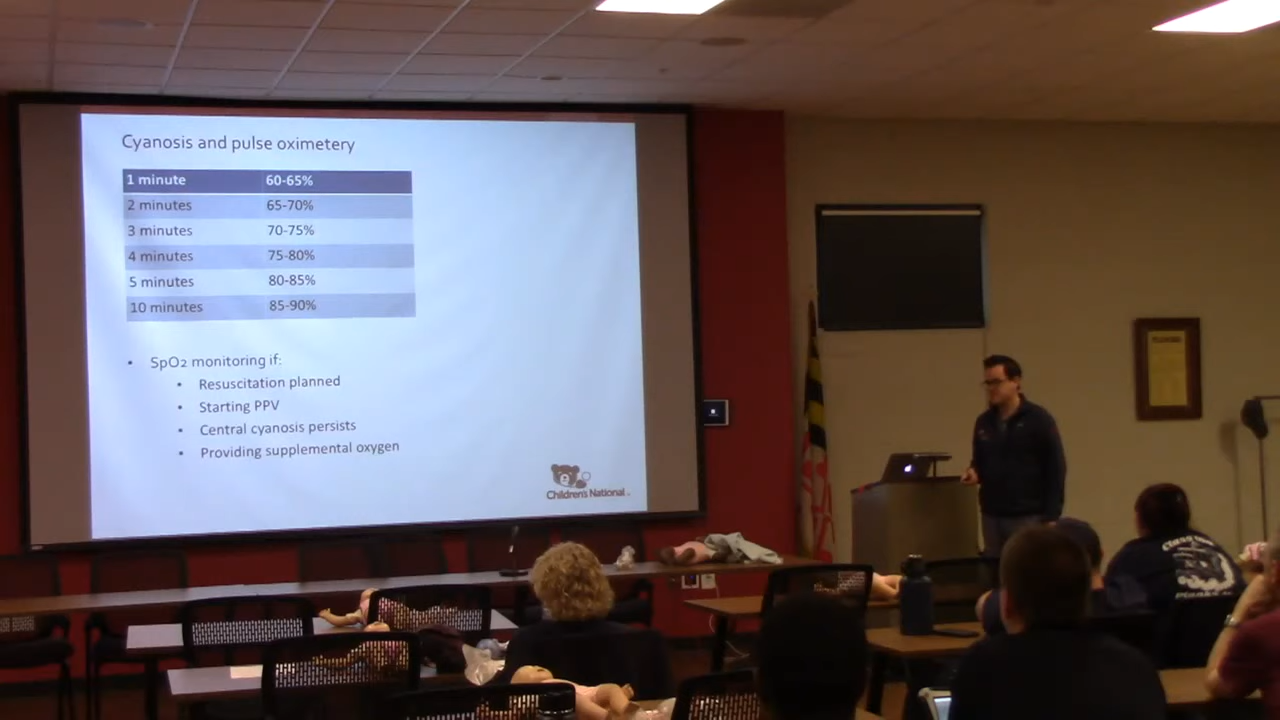 Cyanosis and pulse oximetery
1 minute 60-65%
2 minutes 65-70%
3 minutes 70-75%
4 minutes 75-80%
5 minutes 80-85%
10 minutes 85-90%
• SpO2 monitoring if:
• Resuscitation planned
• Starting PPV
• Central cyanosis persists
• Providing supplemental oxygen
Children's National